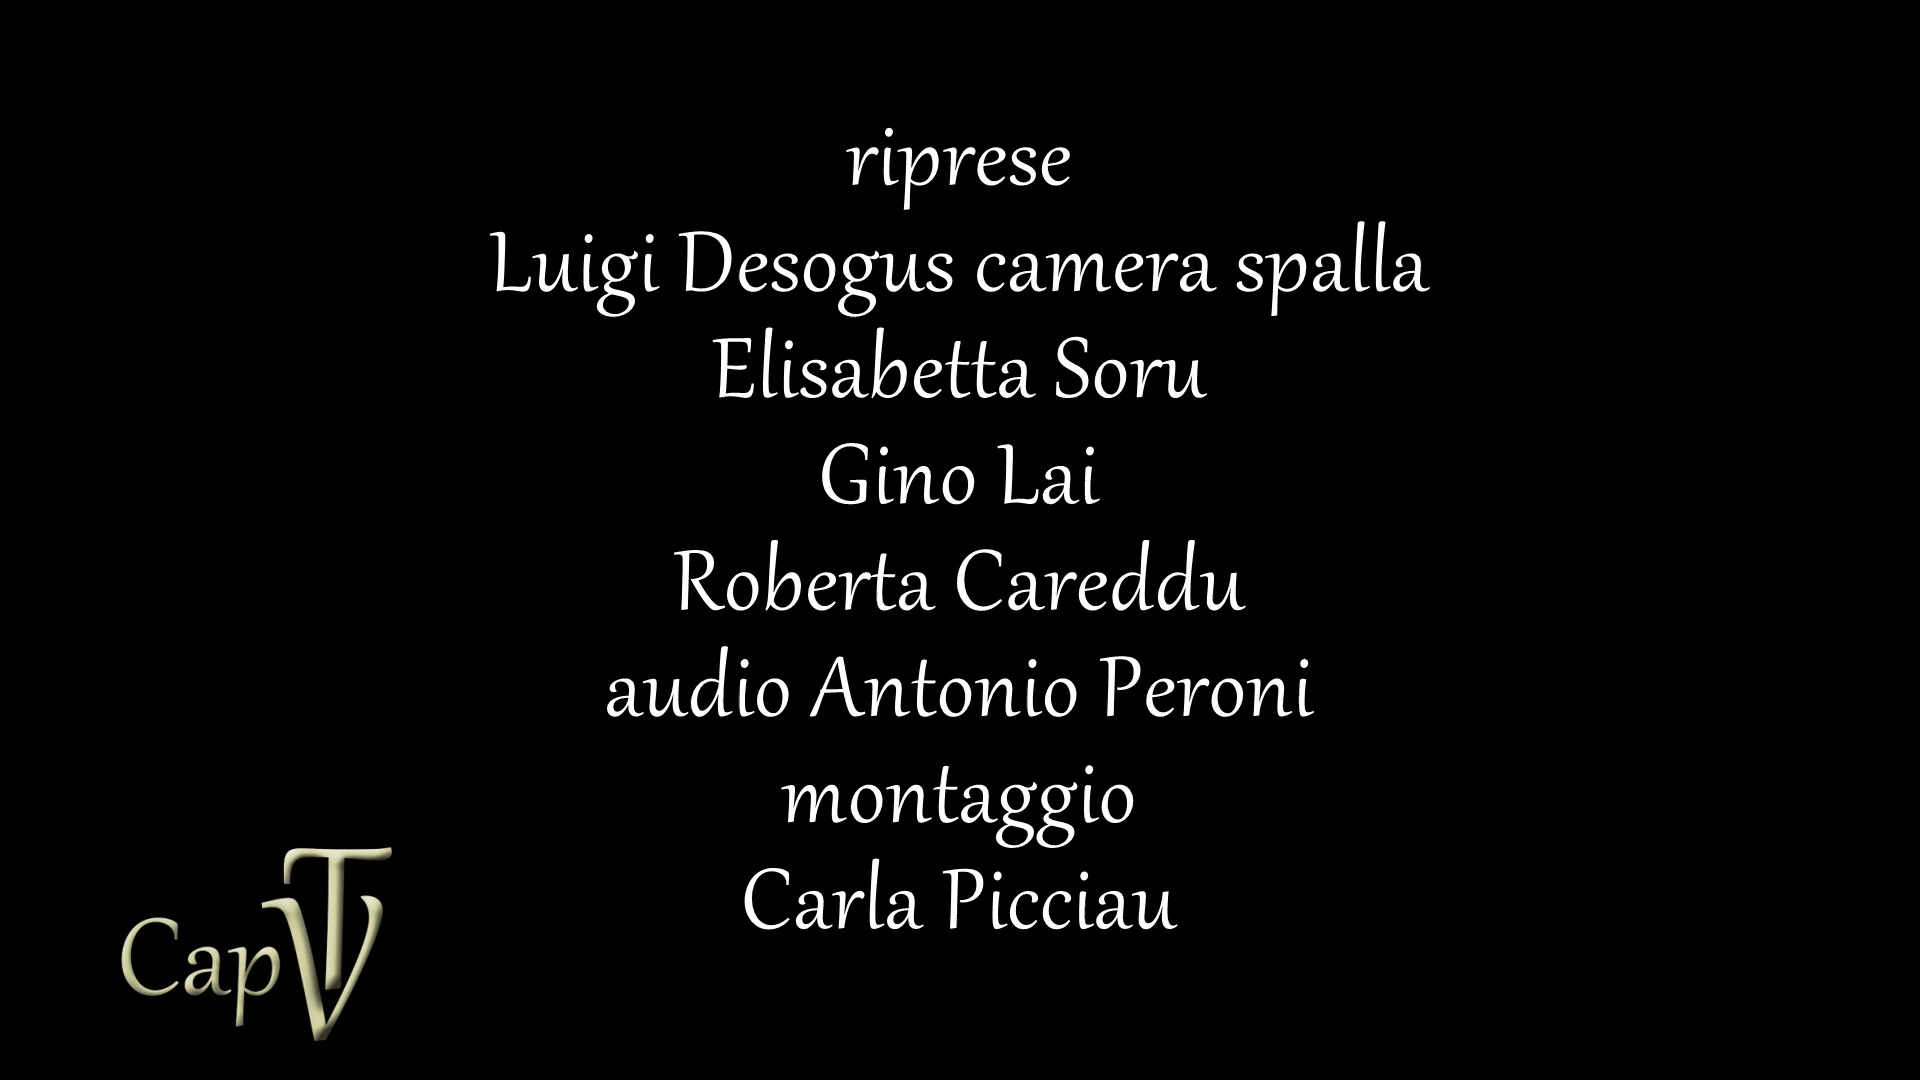 riprese
Luigi Desogus camera spalla
Elisabetta Soru
Gino Lai
Roberta Careddu
audio Antonio Peroni
montaggio
Carla Picciau
CapTV